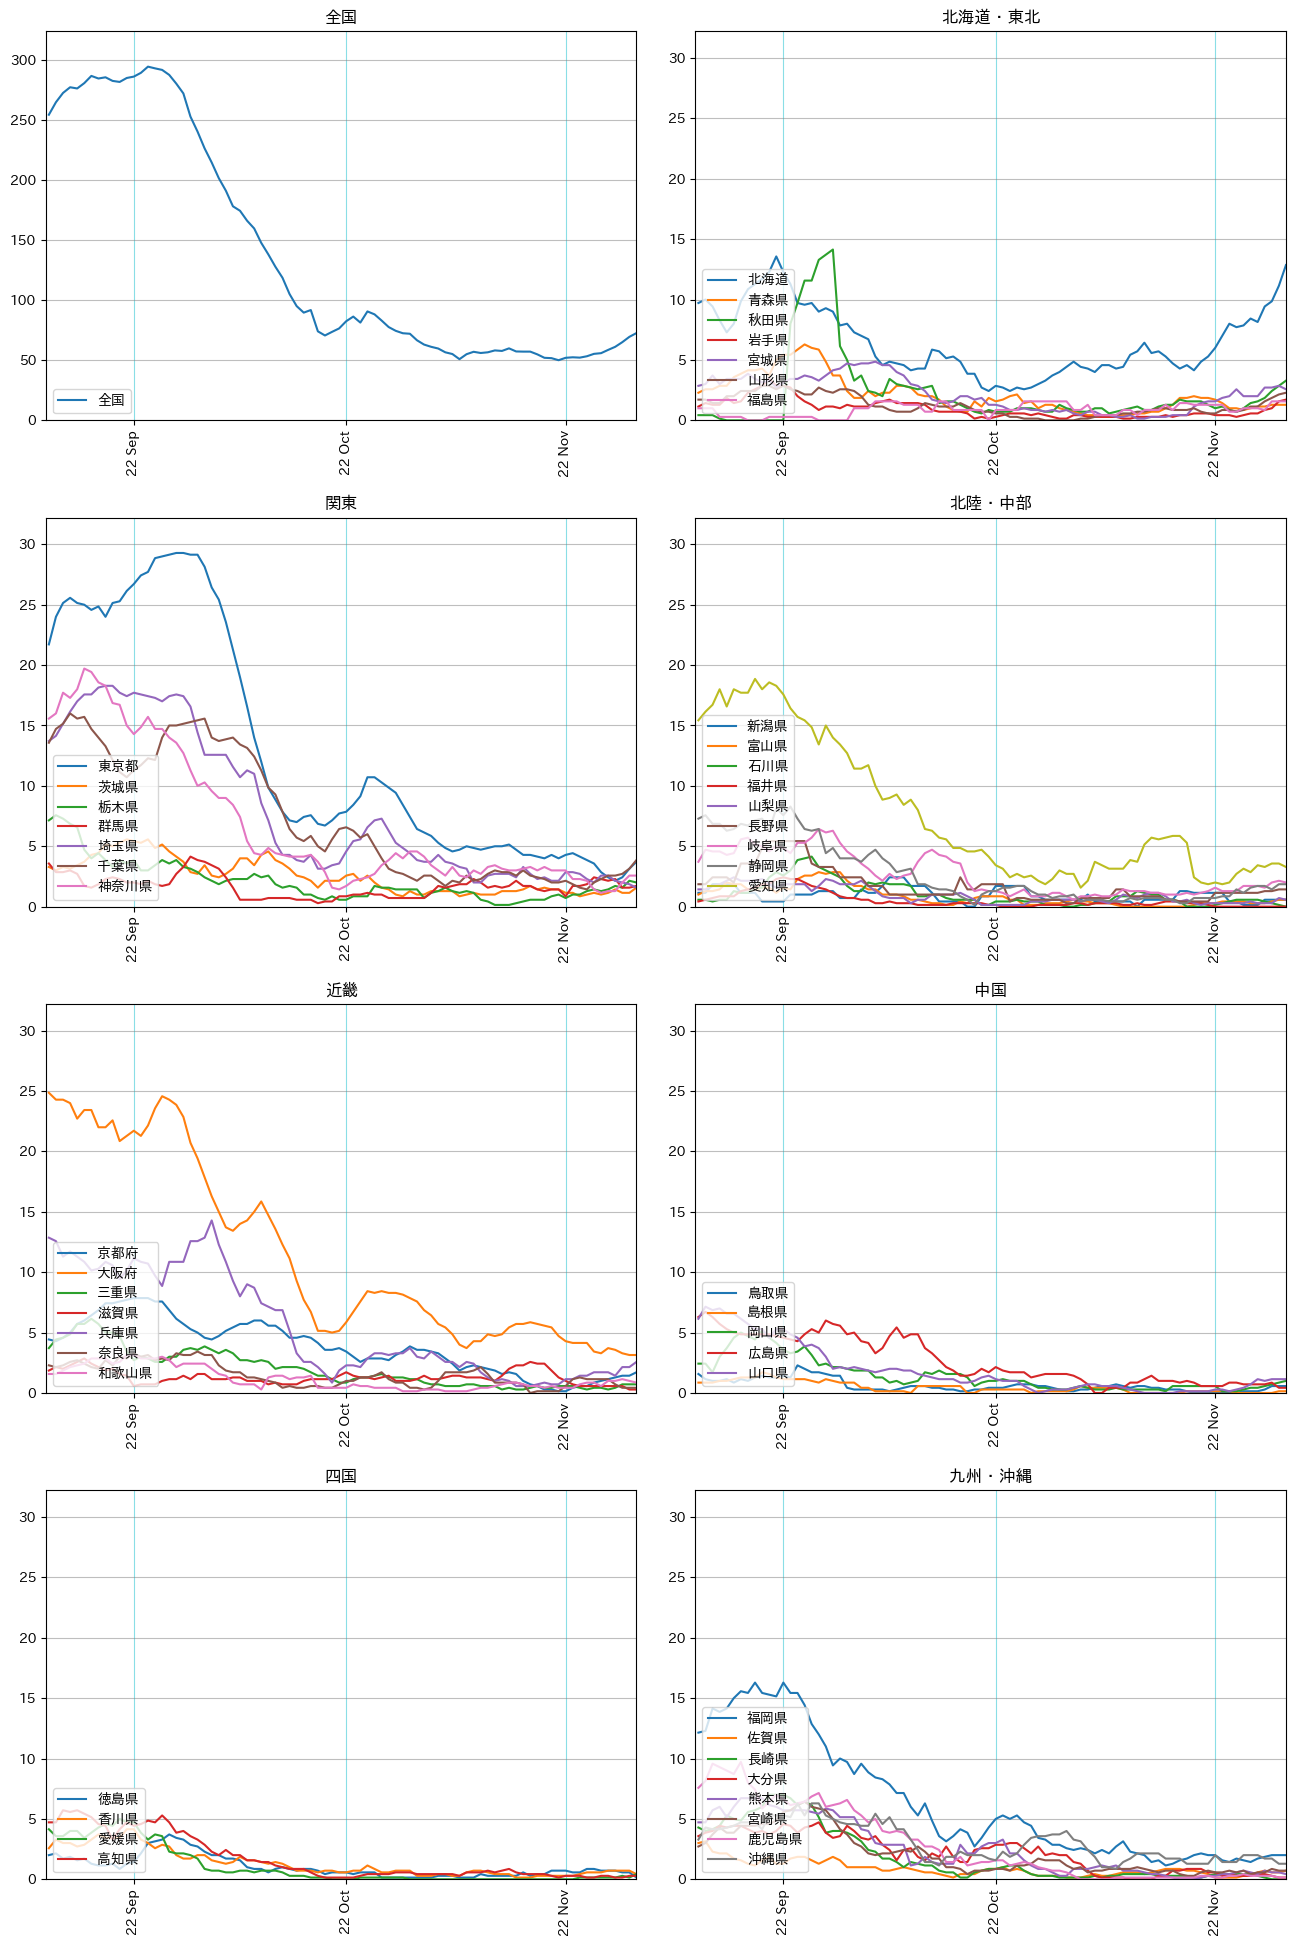 全国
300
250
200
150
100
50
0
全国
22 Sep
22 Oct
22 Nov
北海道・東北
30
25
20
15
10
5
0
北海道
青森県
秋田県
岩手県
宮城県
山形県
福島県
22 Sep
22 Oct
22 Nov
関東
30
25
20
15
10
5
0
東京都
茨城県
栃木県
群馬県
埼玉県
千葉県
神奈川県
22 Sep
22 Oct
22 Nov
北陸・中部
30
25
20
15
10
5
0
新潟県
富山県
石川県
福井県
山梨県
長野県
岐阜県
静岡県
愛知県
22 Sep
22 Oct
22 Nov
近畿
30
25
20
15
10
5
0
京都府
大阪府
三重県
滋賀県
兵庫県
奈良県
和歌山県
22 Sep
22 Oct
22 Nov
中国
30
25
20
15
10
5
0
鳥取県
島根県
岡山県
広島県
山口県
22 Sep
22 Oct
22 Nov
四国
30
25
20
15
10
5
0
徳島県
香川県
愛媛県
高知県
22 Sep
22 Oct
22 Nov
九州・沖縄
30
25
20
15
10
5
0
福岡県
佐賀県
長崎県
大分県
熊本県
宮崎県
鹿児島県
沖縄県
22 Sep
22 Oct
22 Nov